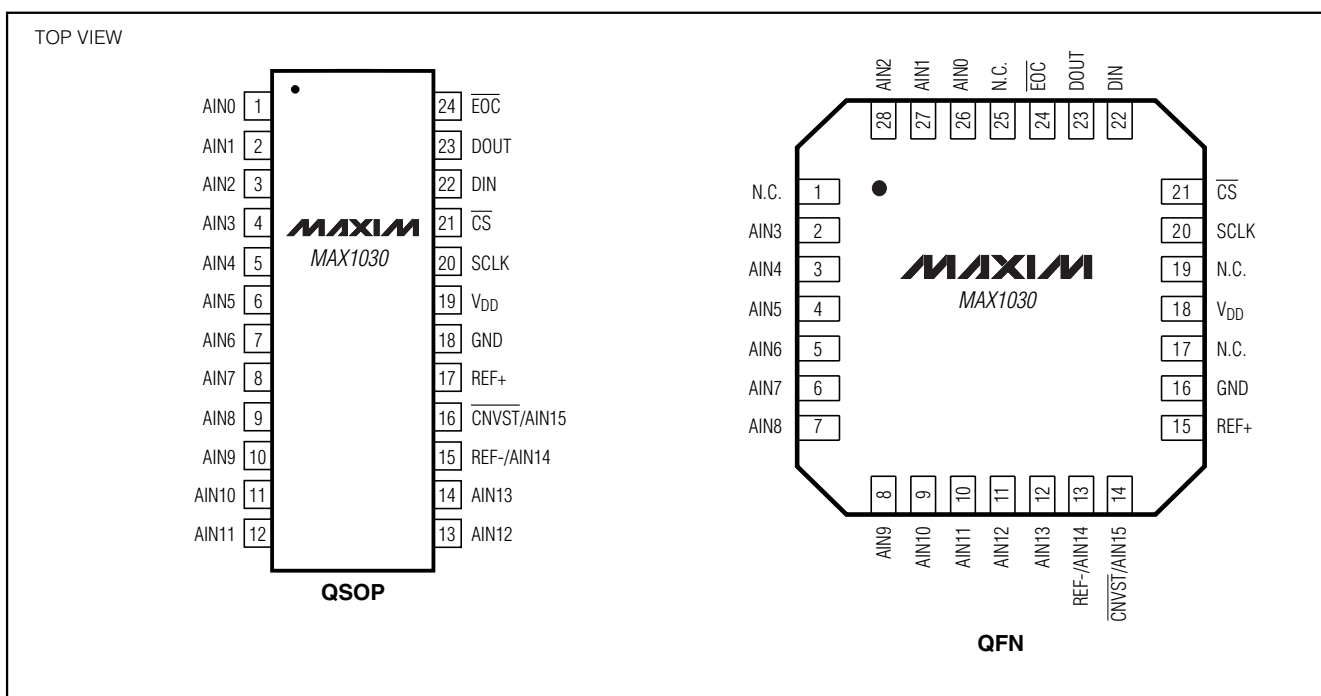 TOP VIEW
AIN0 1
AIN1 2
AIN2 3
AIN3 4
AIN4 5
AIN5 6
AIN6 7
AIN7 8
AIN8 9
AIN9 10
AIN10 11
AIN11 12
MAXIM
MAX1030
24 EOC
23 DOUT
22 DIN
21 CS
20 SCLK
19 VDD
18 GND
17 REF+
16 CNVST/AIN15
15 REF-/AIN14
14 AIN13
13 AIN12
QSOP
AIN2 AIN1 AIN0 N.C. EOC DOUT DIN
28 27 26 25 24 23 22
N.C. 1
AIN3 2
AIN4 3
AIN5 4
AIN6 5
AIN7 6
AIN8 7
MAXIM
MAX1030
21 CS
20 SCLK
19 N.C.
18 VDD
17 N.C.
16 GND
15 REF+
8 9 10 11 12 13 14
AIN9 AIN10 AIN11 AIN12 AIN13 REF-/AIN14 CNVST/AIN15
QFN